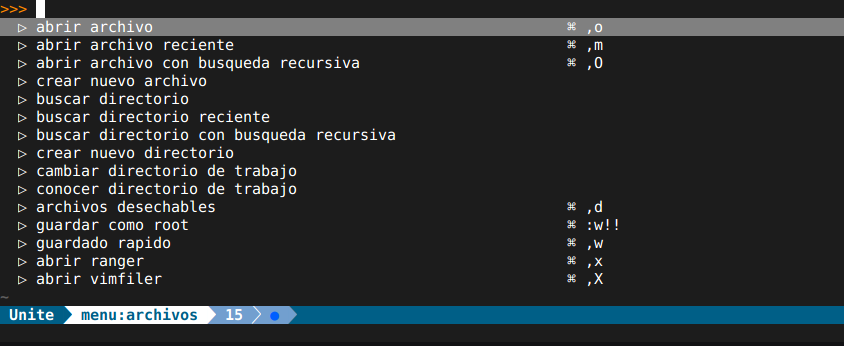 >>>
▷ abrir archivo ⌘ ,o
▷ abrir archivo reciente ⌘ ,m
▷ abrir archivo con busqueda recursiva ⌘ ,O
▷ crear nuevo archivo
▷ buscar directorio
▷ buscar directorio reciente
▷ buscar directorio con busqueda recursiva
▷ crear nuevo directorio
▷ cambiar directorio de trabajo
▷ conocer directorio de trabajo
▷ archivos desechables ⌘ ,d
▷ guardar como root ⌘ :w!!
▷ guardado rapido ⌘ ,w
▷ abrir ranger ⌘ ,x
▷ abrir vimfiler ⌘ ,X
~
Unite menu:archivos 15 ●